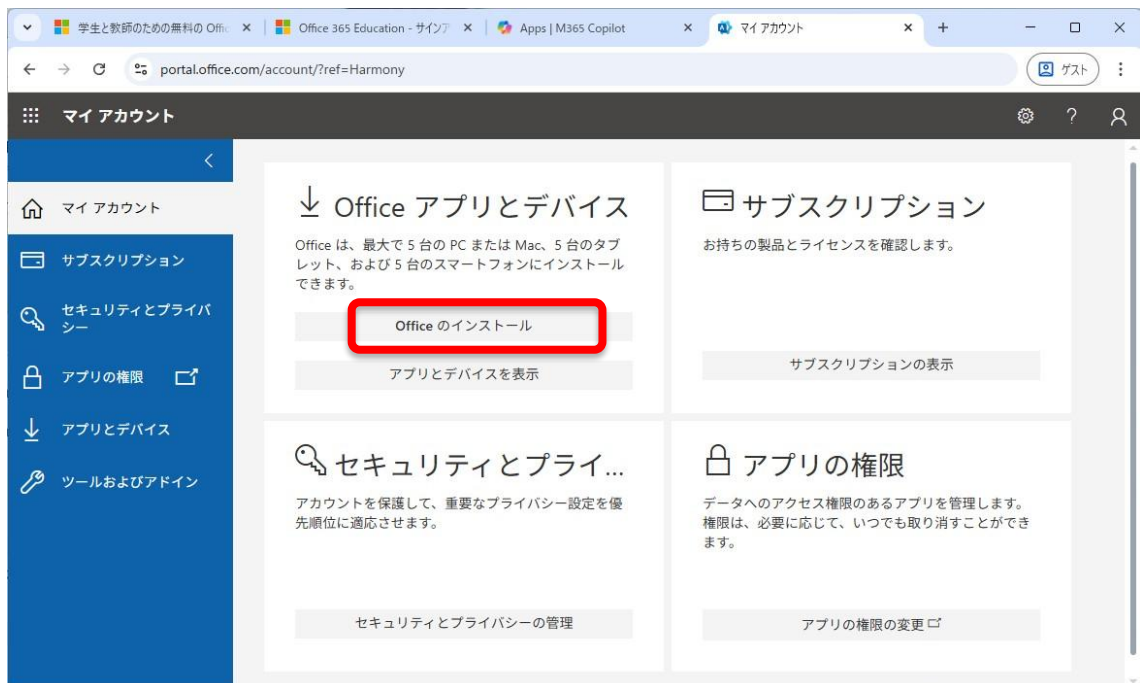 学生と教師のための無料の Offic
Office 365 Education - サインア
Apps | M365 Copilot
マイ アカウント
portal.office.com/account/?ref=Harmony
ゲスト
マイ アカウント
?
マイ アカウント
サブスクリプション
セキュリティとプライバ
シー
アプリの権限
アプリとデバイス
ツールおよびアドイン
Office アプリとデバイス
Office は、最大で 5 台の PC または Mac、5 台のタブ
レット、および 5 台のスマートフォンにインストール
できます。
Office のインストール
アプリとデバイスを表示
サブスクリプション
お持ちの製品とライセンスを確認します。
サブスクリプションの表示
セキュリティとプライ...
アカウントを保護して、重要なプライバシー設定を優
先順位に適応させます。
セキュリティとプライバシーの管理
アプリの権限
データへのアクセス権限のあるアプリを管理します。
権限は、必要に応じて、いつでも取り消すことができ
ます。
アプリの権限の変更